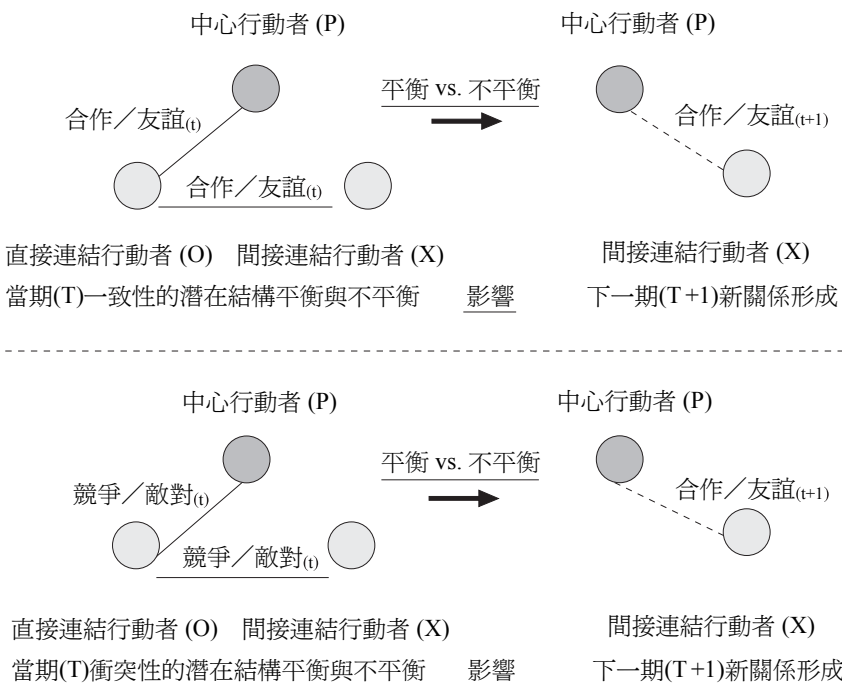 中心行動者 (P) 中心行動者 (P)
平衡 vs. 不平衡
合作／友誼(t) 合作／友誼(t+1)
合作／友誼(t)
直接連結行動者 (O) 間接連結行動者 (X) 間接連結行動者 (X)
當期(T)一致性的潛在結構平衡與不平衡 影響 下一期(T+1)新關係形成
中心行動者 (P) 中心行動者 (P)
平衡 vs. 不平衡
競爭／敵對(t) 合作／友誼(t+1)
競爭／敵對(t)
直接連結行動者 (O) 間接連結行動者 (X) 間接連結行動者 (X)
當期(T)衝突性的潛在結構平衡與不平衡 影響 下一期(T+1)新關係形成